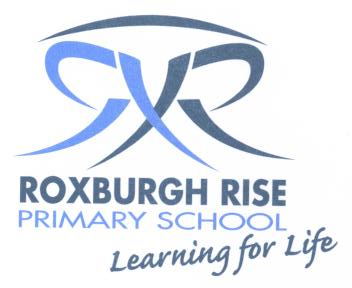 ROXBURGH RISE
PRIMARY SCHOOL
Learning for Life